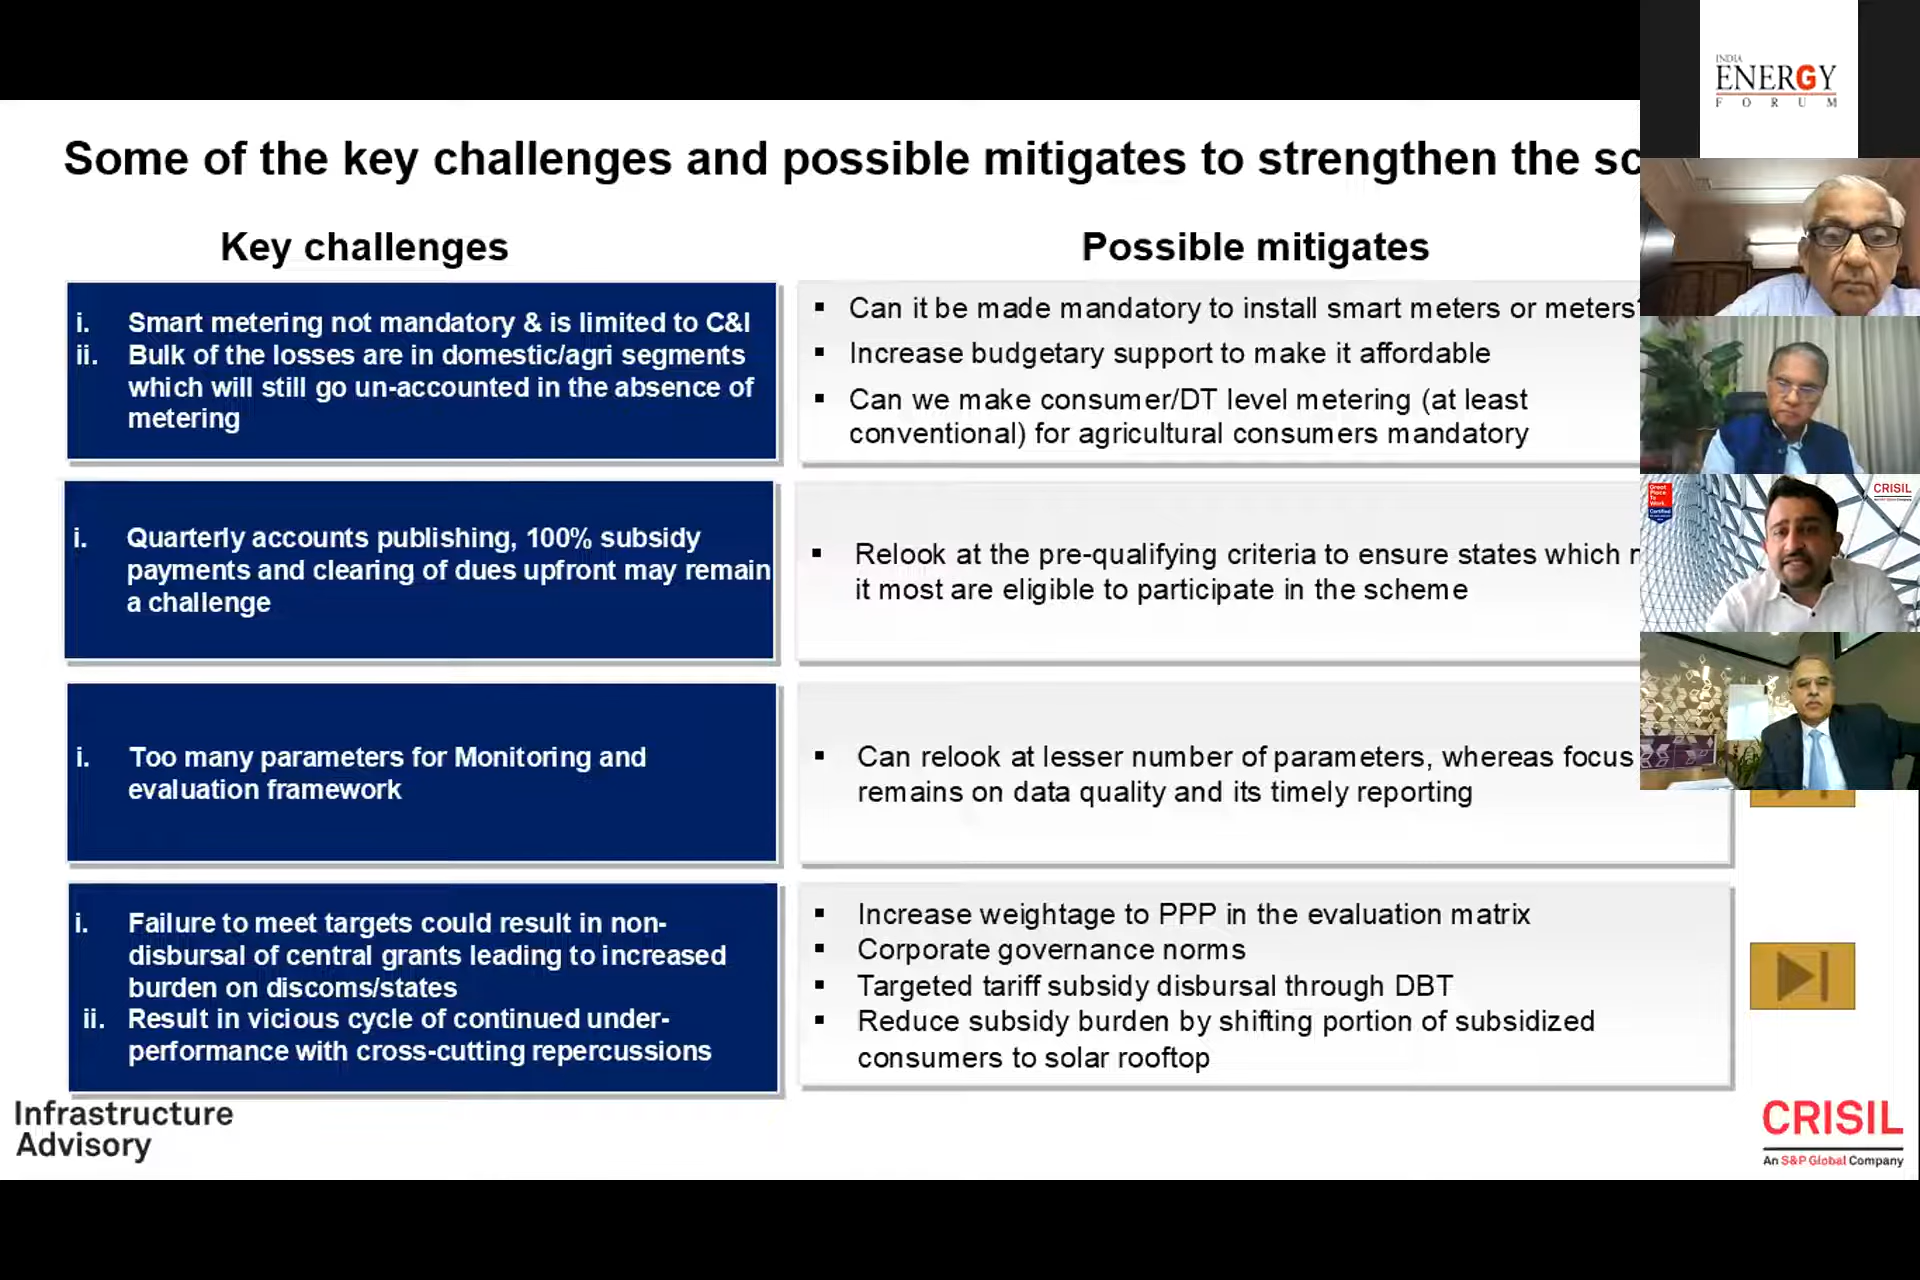 INDIA
ENERGY
FORUM
Some of the key challenges and possible mitigates to strengthen the
Key challenges
Possible mitigates
i. Smart metering not mandatory & is limited to C&I
ii. Bulk of the losses are in domestic/agri segments
which will still go un-accounted in the absence of
metering
▪ Can it be made mandatory to install smart meters or meters?
▪ Increase budgetary support to make it affordable
▪ Can we make consumer/DT level metering (at least
conventional) for agricultural consumers mandatory
i. Quarterly accounts publishing, 100% subsidy
payments and clearing of dues upfront may remain
a challenge
▪ Relook at the pre-qualifying criteria to ensure states which
it most are eligible to participate in the scheme
i. Too many parameters for Monitoring and
evaluation framework
▪ Can relook at lesser number of parameters, whereas focus
remains on data quality and its timely reporting
i. Failure to meet targets could result in non-
disbursal of central grants leading to increased
burden on discoms/states
ii. Result in vicious cycle of continued under-
performance with cross-cutting repercussions
▪ Increase weightage to PPP in the evaluation matrix
▪ Corporate governance norms
▪ Targeted tariff subsidy disbursal through DBT
▪ Reduce subsidy burden by shifting portion of subsidized
consumers to solar rooftop
Great
Place
To
Work
Certified
CRISIL
Infrastructure
Advisory
CRISIL
An S&P Global Company